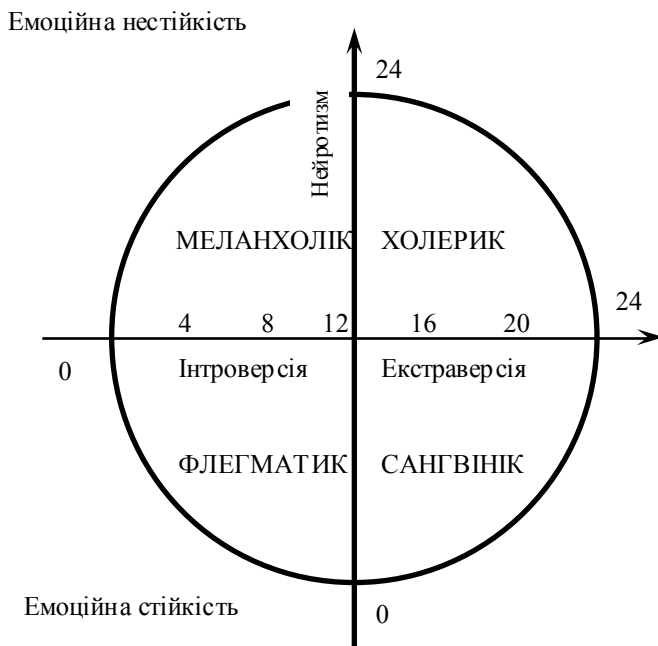 Емоційна нестійкість
24
Нейротизм
МЕЛАНХОЛІК ХОЛЕРИК
24
4 8 12 16 20
0 Інтроверсія Екстраверсія
ФЛЕГМАТИК САНГВІНІК
Емоційна стійкість
0